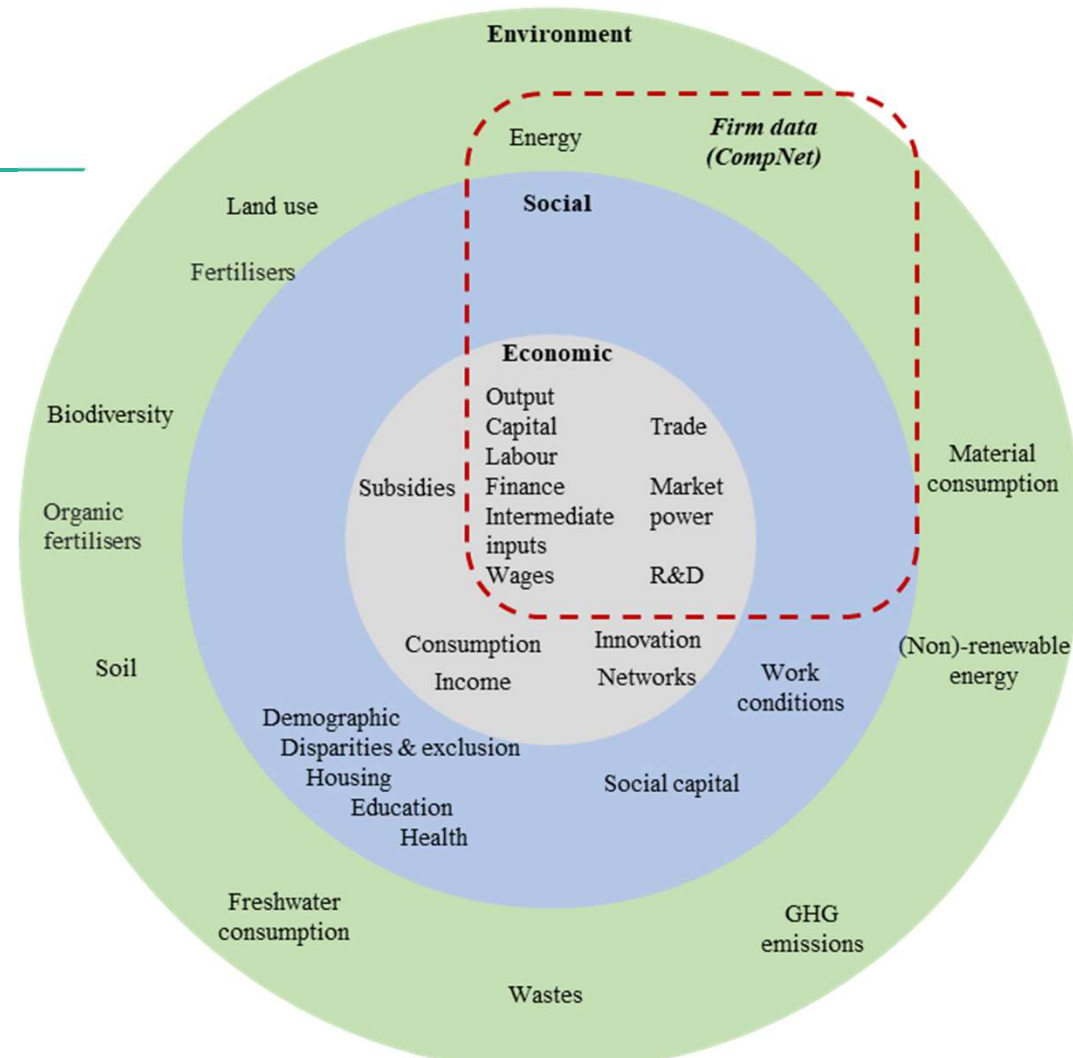 Environment
Firm data
(CompNet)
Energy
Land use
Social
Fertilisers
Economic
Output
Capital
Trade
Labour
Biodiversity
Material
consumption
Subsidies
Finance
Market
Intermediate
power
inputs
Organic
fertilisers
Wages
R&D
Consumption
Innovation
Income
Networks
(Non)-renewable
energy
Soil
Work
conditions
Demographic
Disparities & exclusion
Housing
Education
Health
Social capital
Freshwater
consumption
GHG
emissions
Wastes